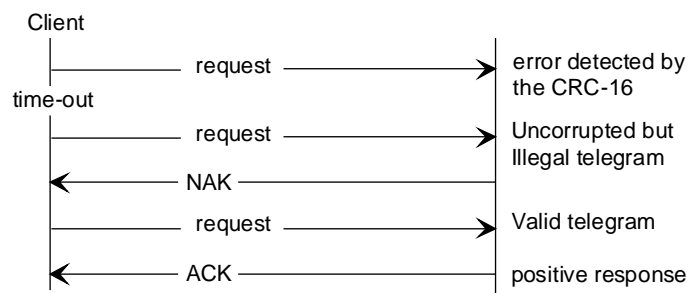 Client
request
error detected by
the CRC-16
time-out
request
Uncorrupted but
Illegal telegram
NAK
request
Valid telegram
ACK
positive response